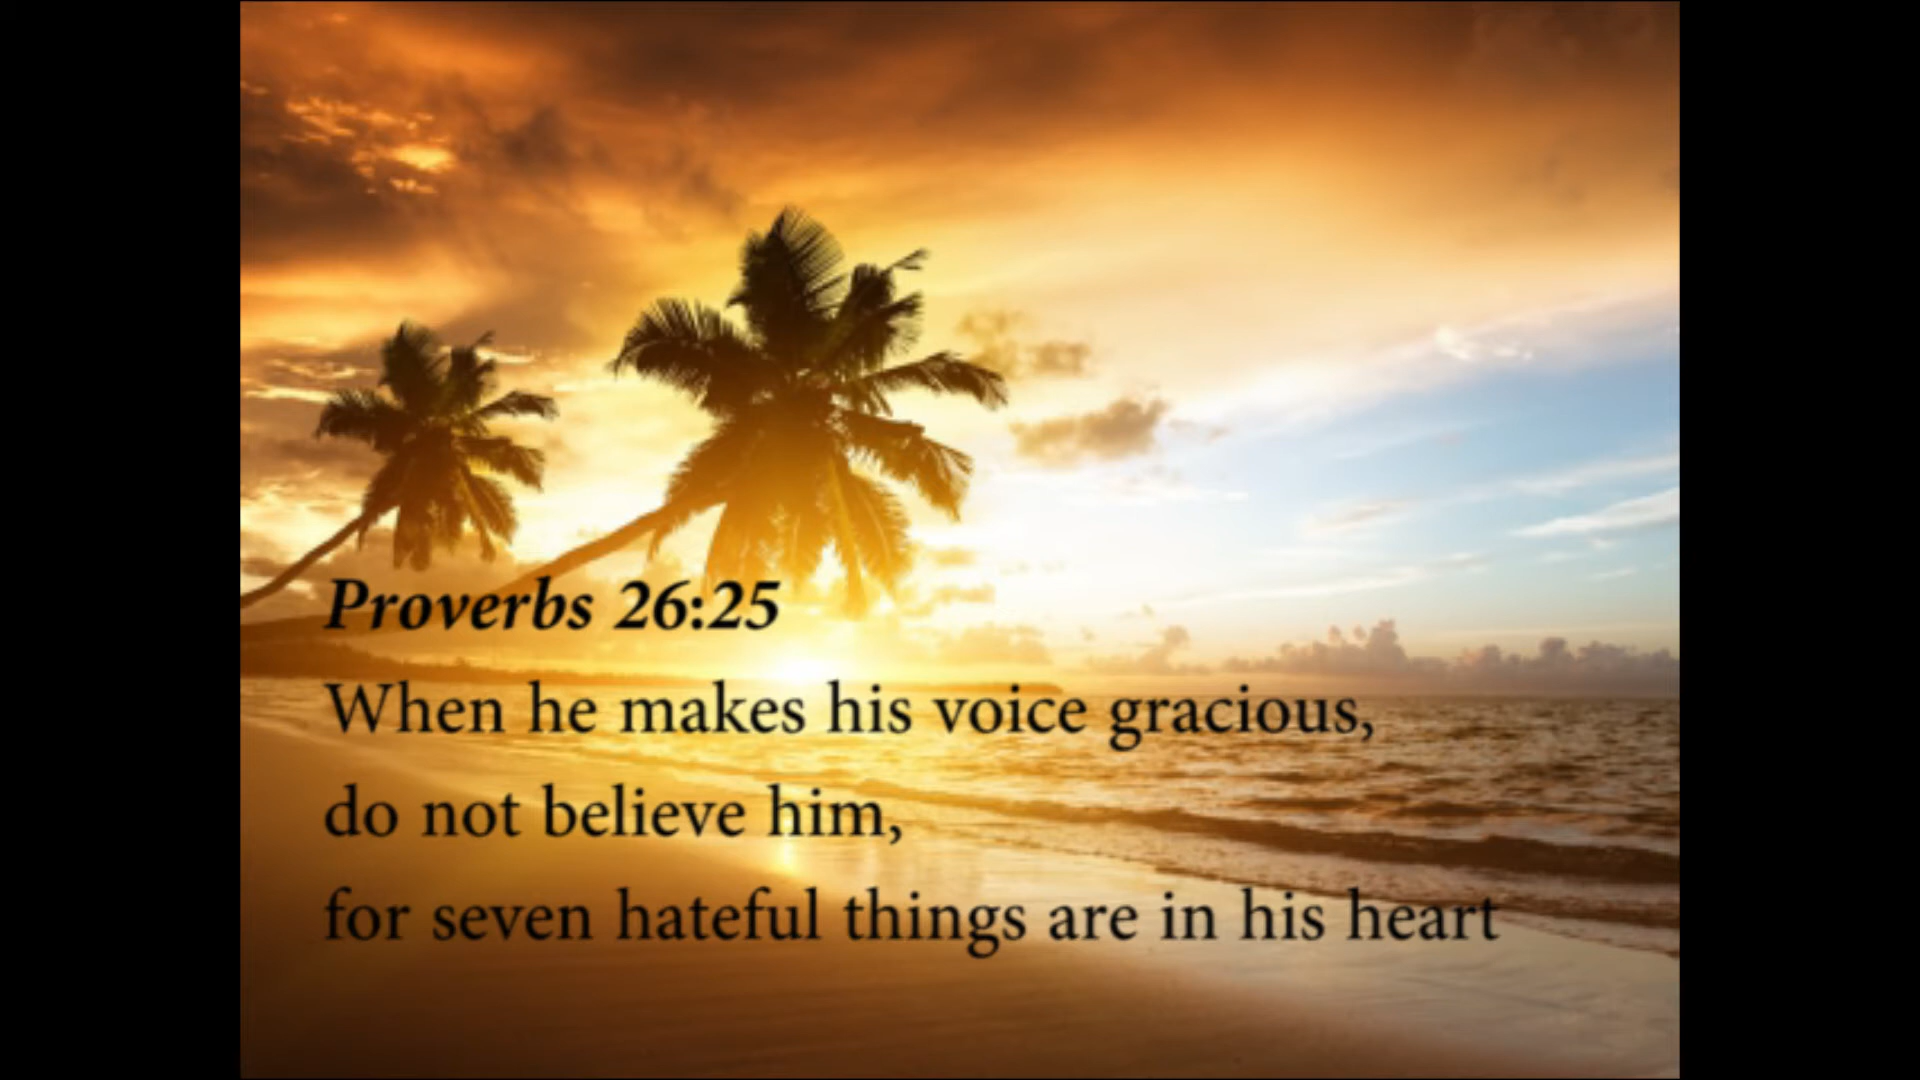 Proverbs 26:25
When he makes his voice gracious,
do not believe him,
for seven hateful things are in his heart